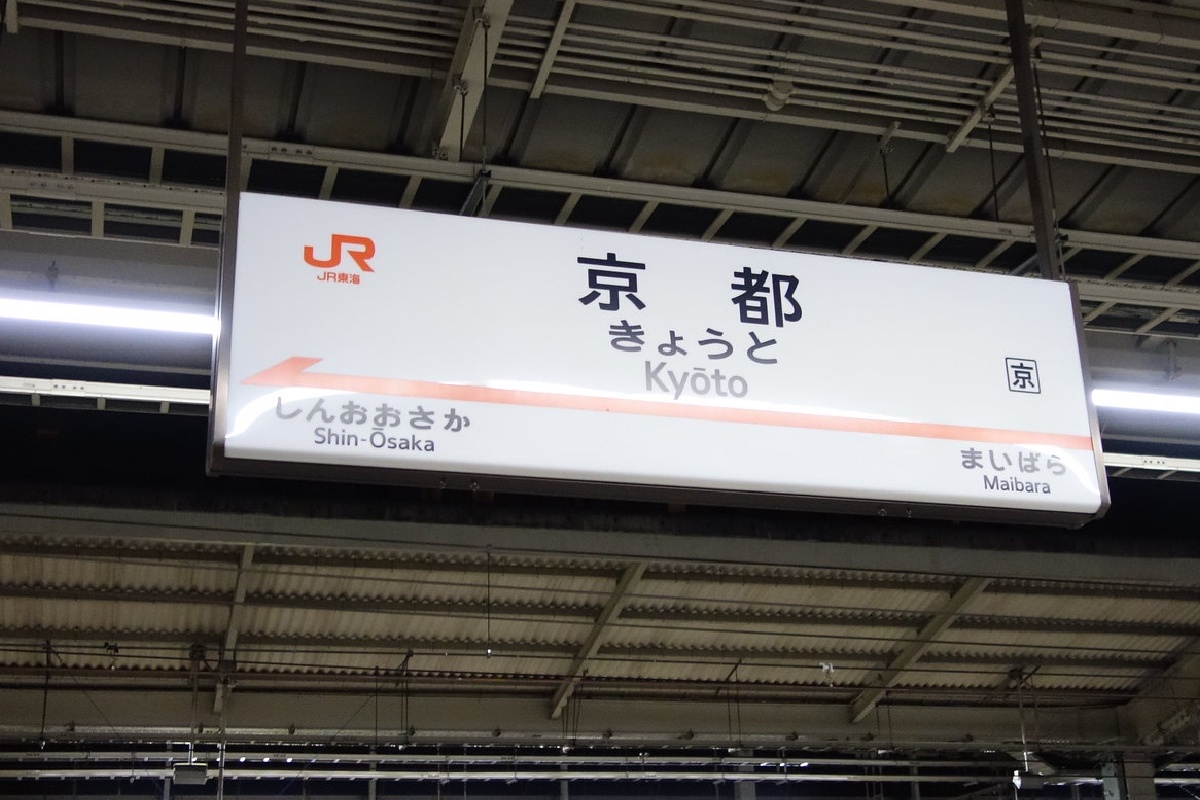 JR
JR東海
京都
きょうと
Kyōto
京
しんおおさか
Shin-Ōsaka
まいばら
Maibara